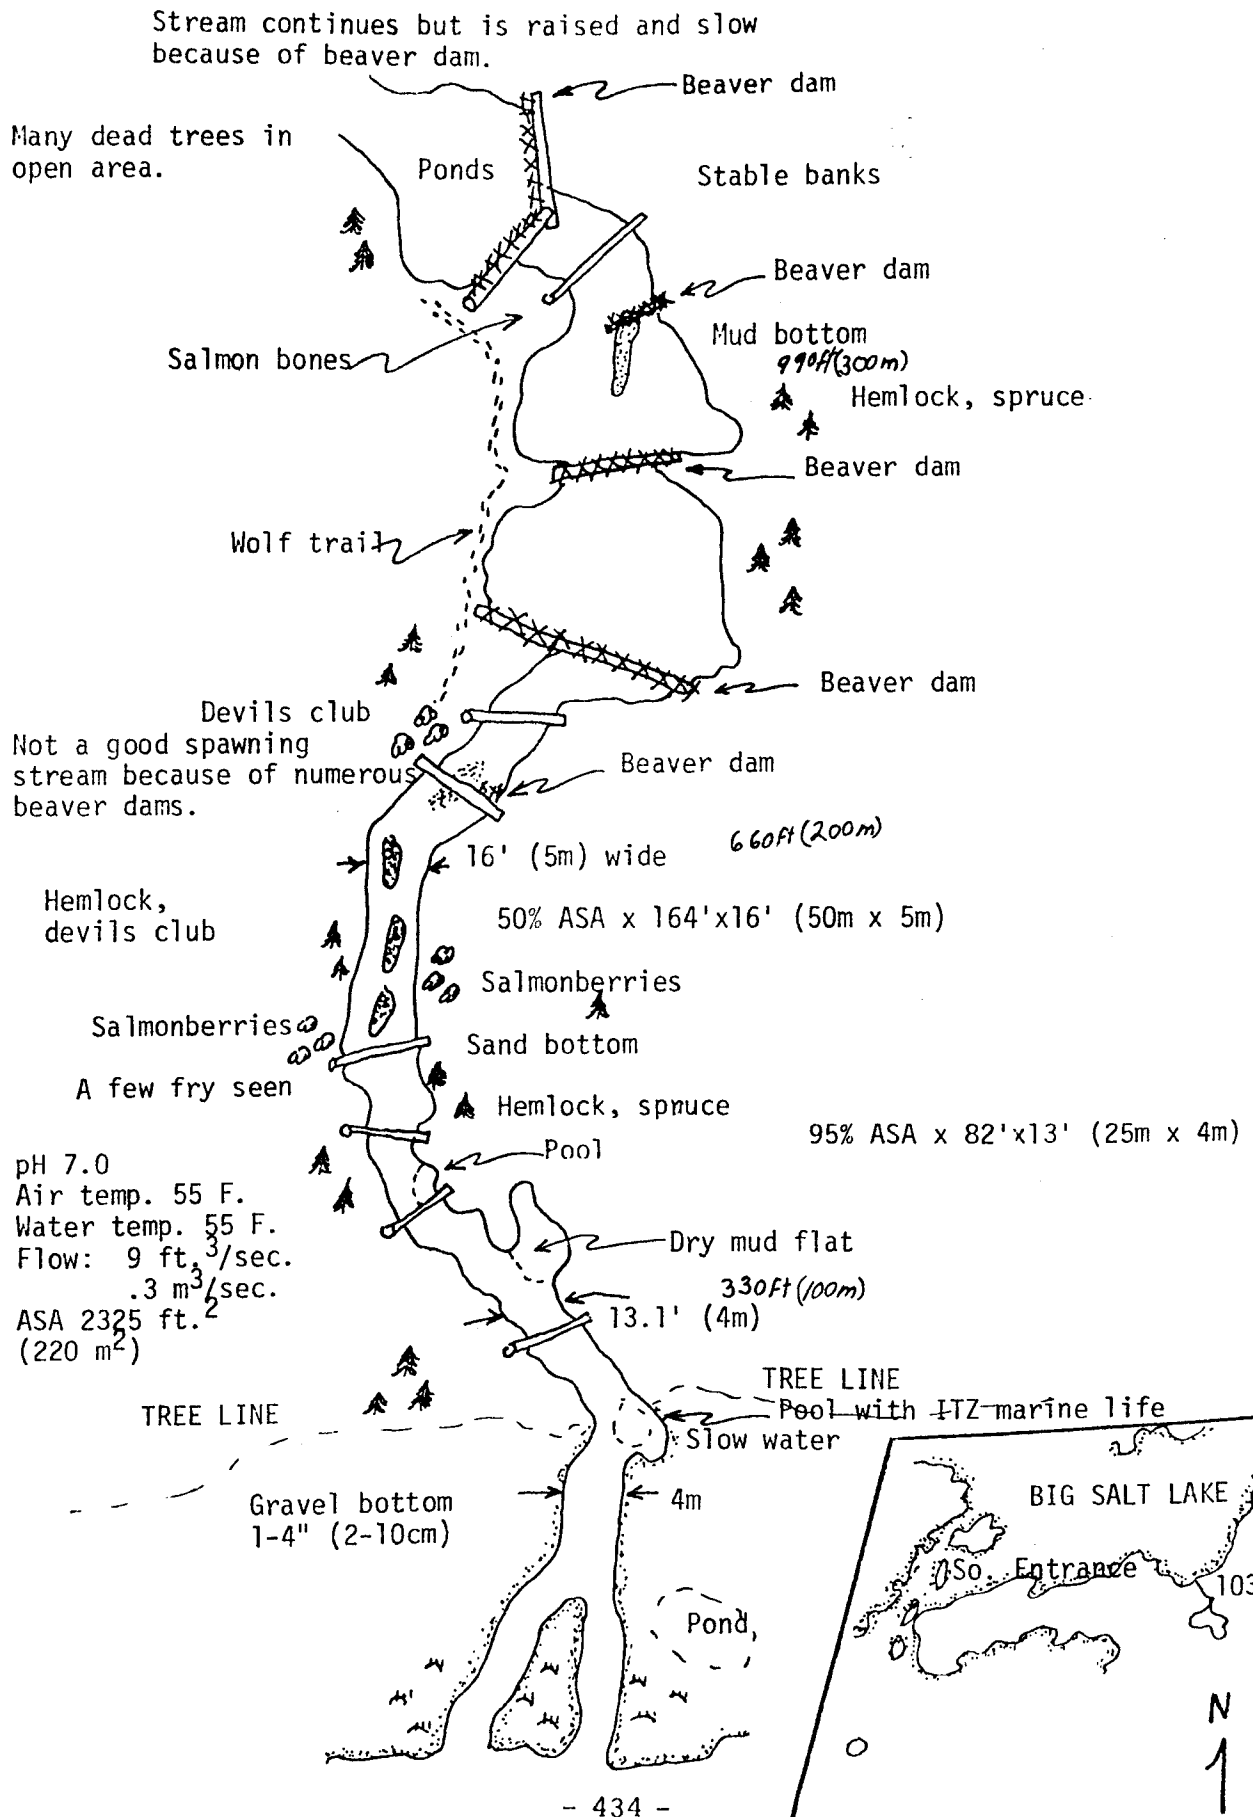 Stream continues but is raised and slow
because of beaver dam.
Beaver dam
Many dead trees in
open area.
Ponds
Stable banks
Beaver dam
Mud bottom
Salmon bones
990ft(300m)
Hemlock, spruce
Beaver dam
Wolf trail
Beaver dam
Devils club
Not a good spawning
stream because of numerous
beaver dams.
Beaver dam
660ft(200m)
16' (5m) wide
Hemlock,
devils club
50% ASA x 164'x16' (50m x 5m)
Salmonberries
Salmonberries
Sand bottom
A few fry seen
Hemlock, spruce
95% ASA x 82'x13' (25m x 4m)
Pool
pH 7.0
Air temp. 55 F.
Water temp. 55 F.
Flow: 9 ft.³/sec.
.3 m³/sec.
ASA 2325 ft.²
(220 m²)
Dry mud flat
330ft(100m)
13.1' (4m)
TREE LINE
Pool with ITZ marine life
TREE LINE
Slow water
Gravel bottom
1-4" (2-10cm)
4m
BIG SALT LAKE
So. Entrance
103
Pond
N
- 434 -